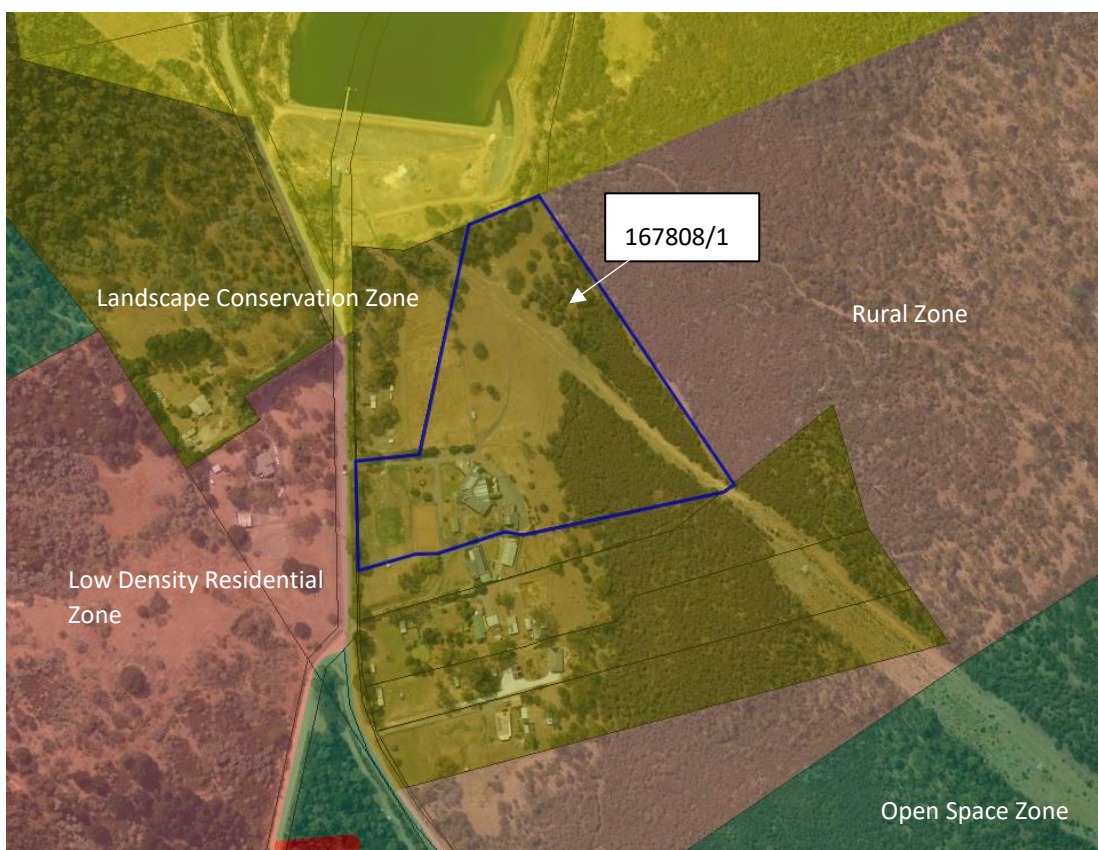 167808/1
Landscape Conservation Zone
Rural Zone
Low Density Residential
Zone
Open Space Zone